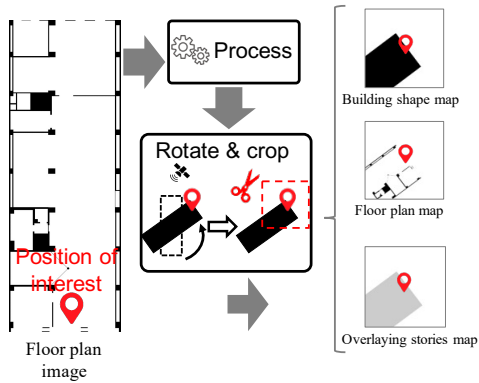 Process
Rotate & crop
Position of
interest
Floor plan
image
Building shape map
Floor plan map
Overlaying stories map